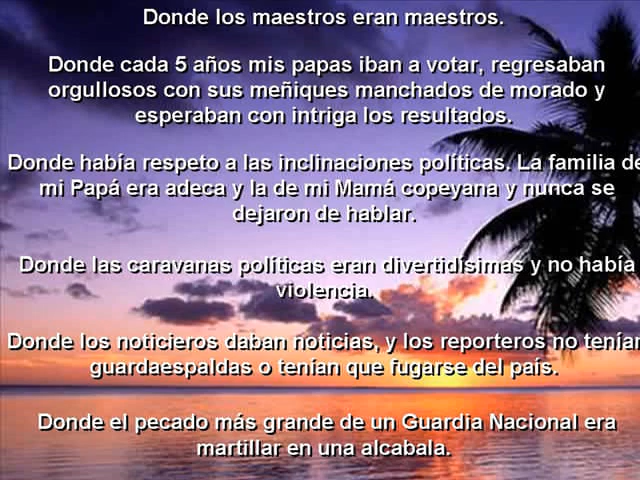 Donde los maestros eran maestros.
Donde cada 5 años mis papas iban a votar, regresaban
orgullosos con sus meñiques manchados de morado y
esperaban con intriga los resultados.
Donde había respeto a las inclinaciones políticas. La familia de
mi Papá era adeca y la de mi Mamá copeyana y nunca se
dejaron de hablar.
Donde las caravanas políticas eran divertidísimas y no había
violencia.
Donde los noticieros daban noticias, y los reporteros no tenían
guardaespaldas o tenían que fugarse del país.
Donde el pecado más grande de un Guardia Nacional era
martillar en una alcabala.